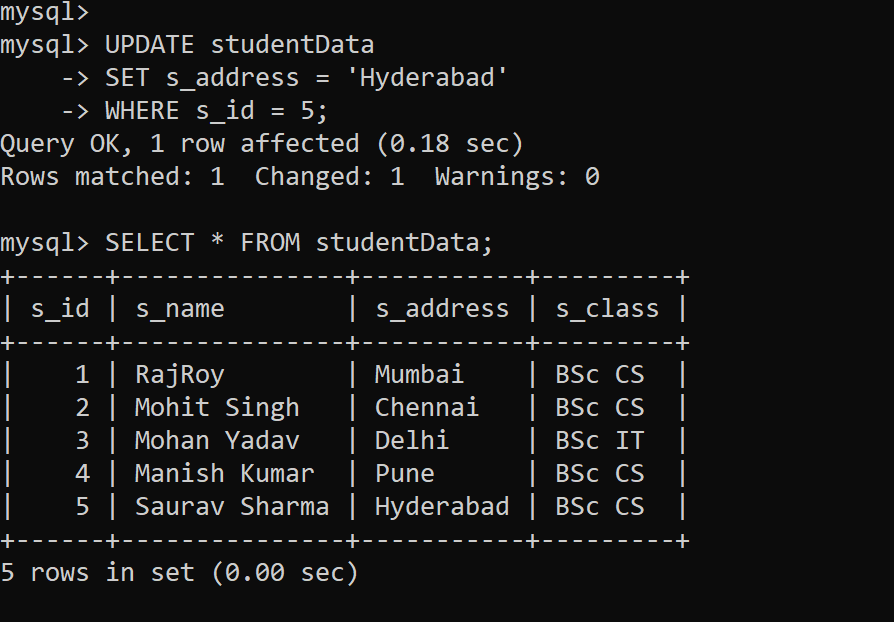 mysql>
mysql> UPDATE studentData
    -> SET s_address = 'Hyderabad'
    -> WHERE s_id = 5;
Query OK, 1 row affected (0.18 sec)
Rows matched: 1  Changed: 1  Warnings: 0

mysql> SELECT * FROM studentData;
+------+---------------+-----------+---------+
| s_id | s_name        | s_address | s_class |
+------+---------------+-----------+---------+
|    1 | RajRoy        | Mumbai    | BSc CS  |
|    2 | Mohit Singh   | Chennai   | BSc CS  |
|    3 | Mohan Yadav   | Delhi     | BSc IT  |
|    4 | Manish Kumar  | Pune      | BSc CS  |
|    5 | Saurav Sharma | Hyderabad | BSc CS  |
+------+---------------+-----------+---------+
5 rows in set (0.00 sec)